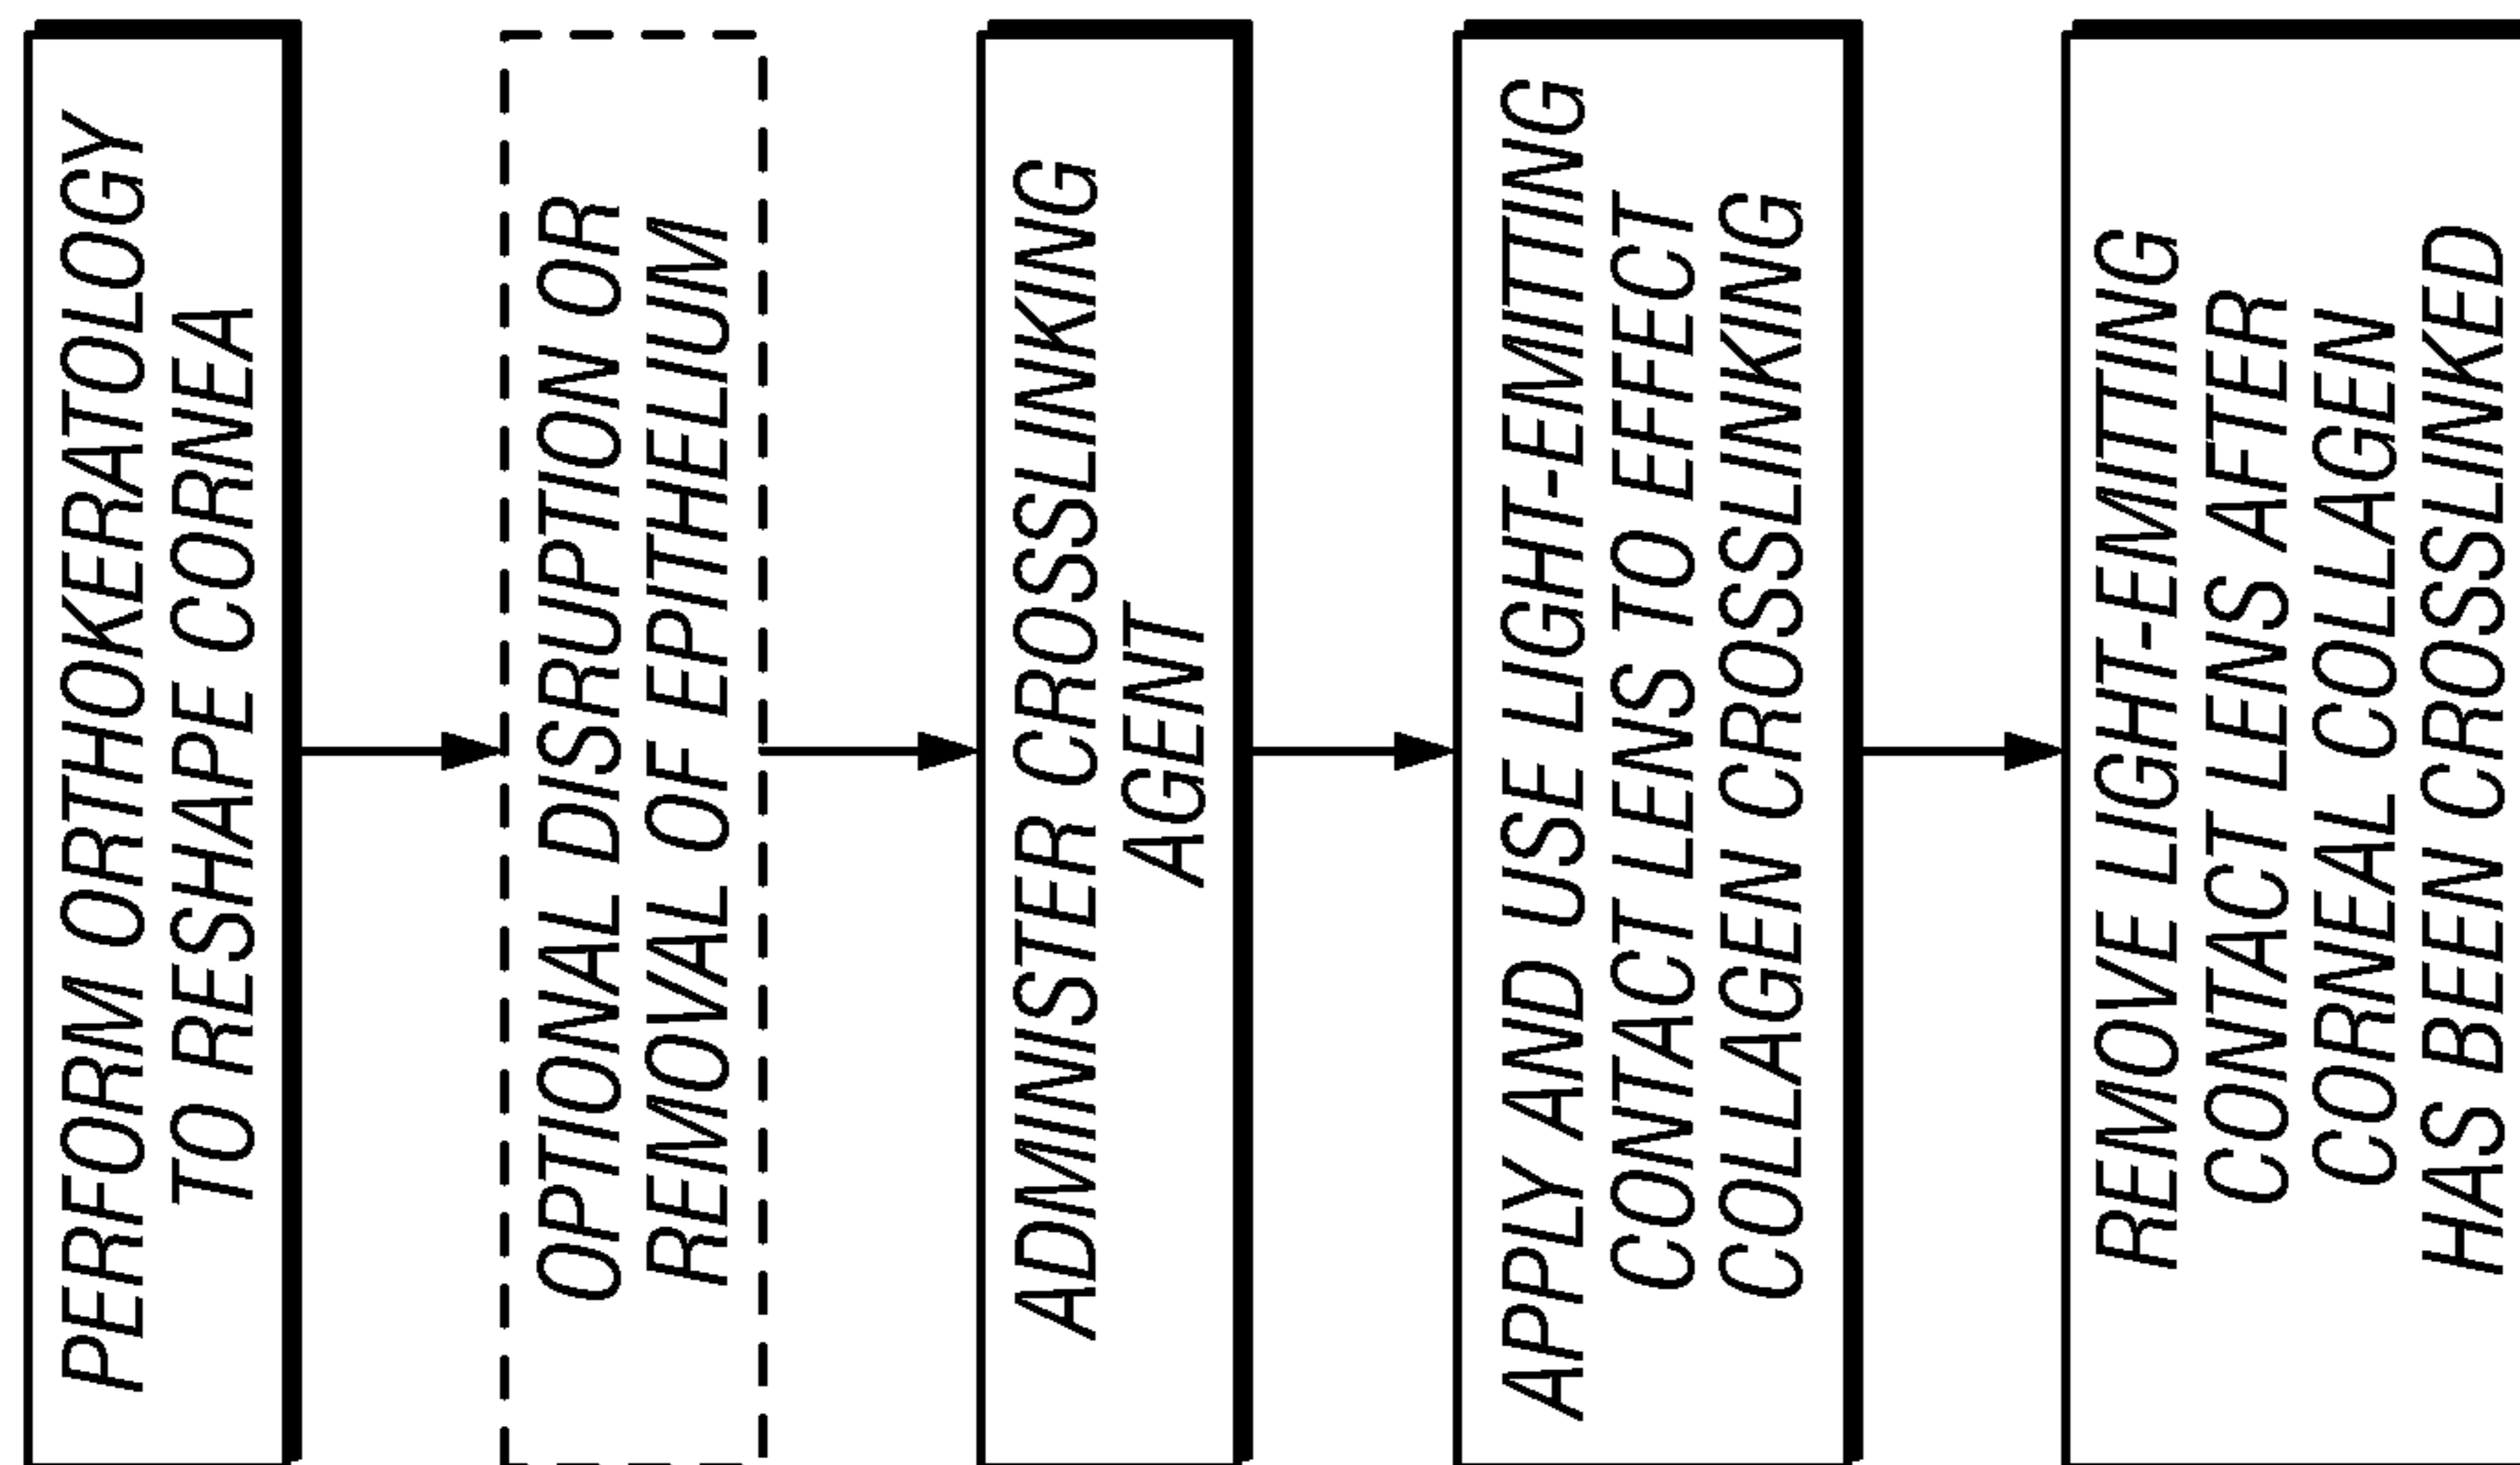 PERFORM ORTHOKERATOLOGY
TO RESHAPE CORNEA
OPTIONAL DISRUPTION OR
REMOVAL OF EPITHELIUM
ADMINISTER CROSSLINKING
AGENT
APPLY AND USE LIGHT-EMITTING
CONTACT LENS TO EFFECT
COLLAGEN CROSSLINKING
REMOVE LIGHT-EMITTING
CONTACT LENS AFTER
CORNEAL COLLAGEN
HAS BEEN CROSSLINKED